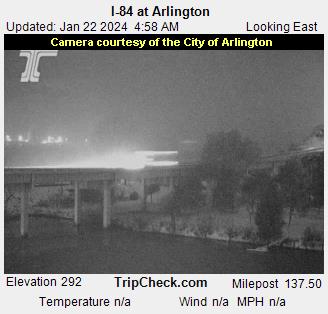 I-84 at Arlington
Updated: Jan 22 2024 4:58 AM Looking East
Camera courtesy of the City of Arlington
Elevation 292 TripCheck.com Milepost 137.50
Temperature n/a Wind n/a MPH n/a